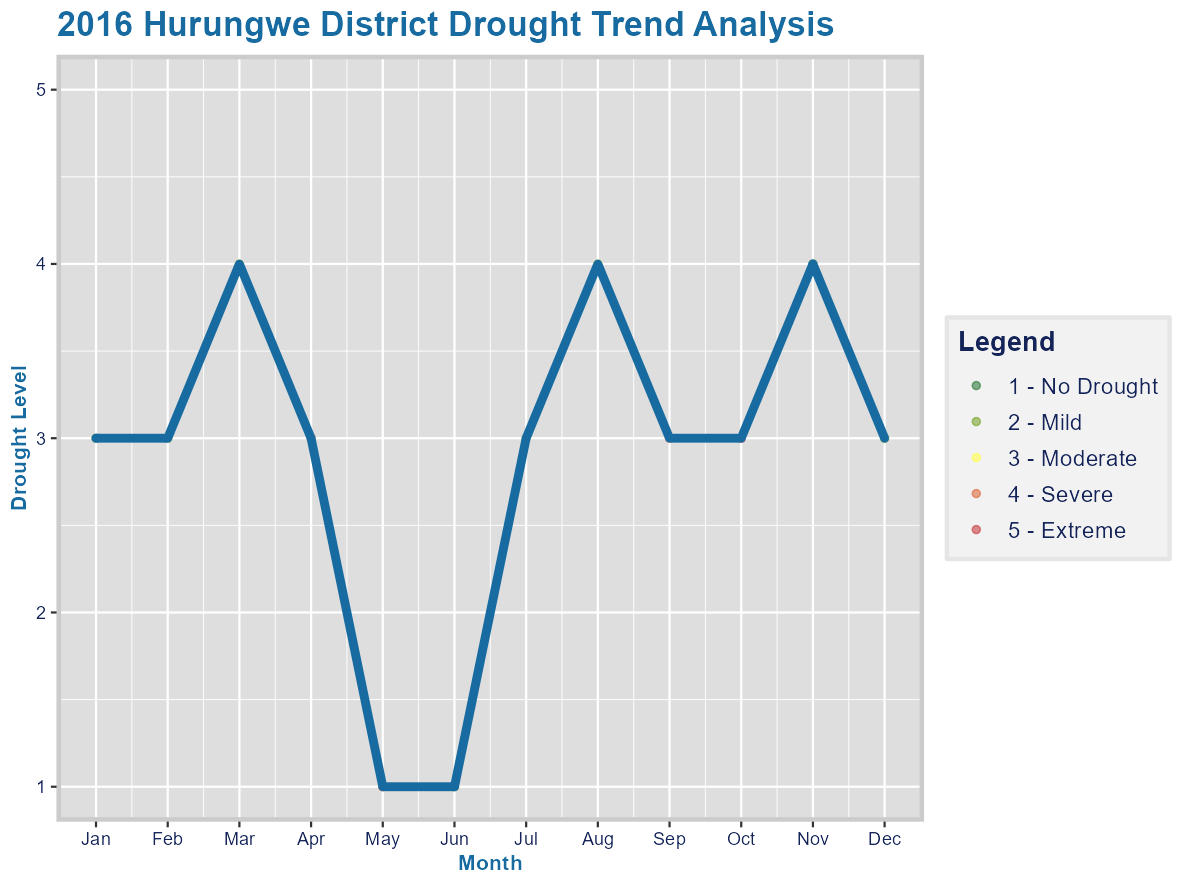 2016 Hurungwe District Drought Trend Analysis
5
4
3
2
1
Drought Level
Jan Feb Mar Apr May Jun Jul Aug Sep Oct Nov Dec
Month
Legend
1 - No Drought
2 - Mild
3 - Moderate
4 - Severe
5 - Extreme